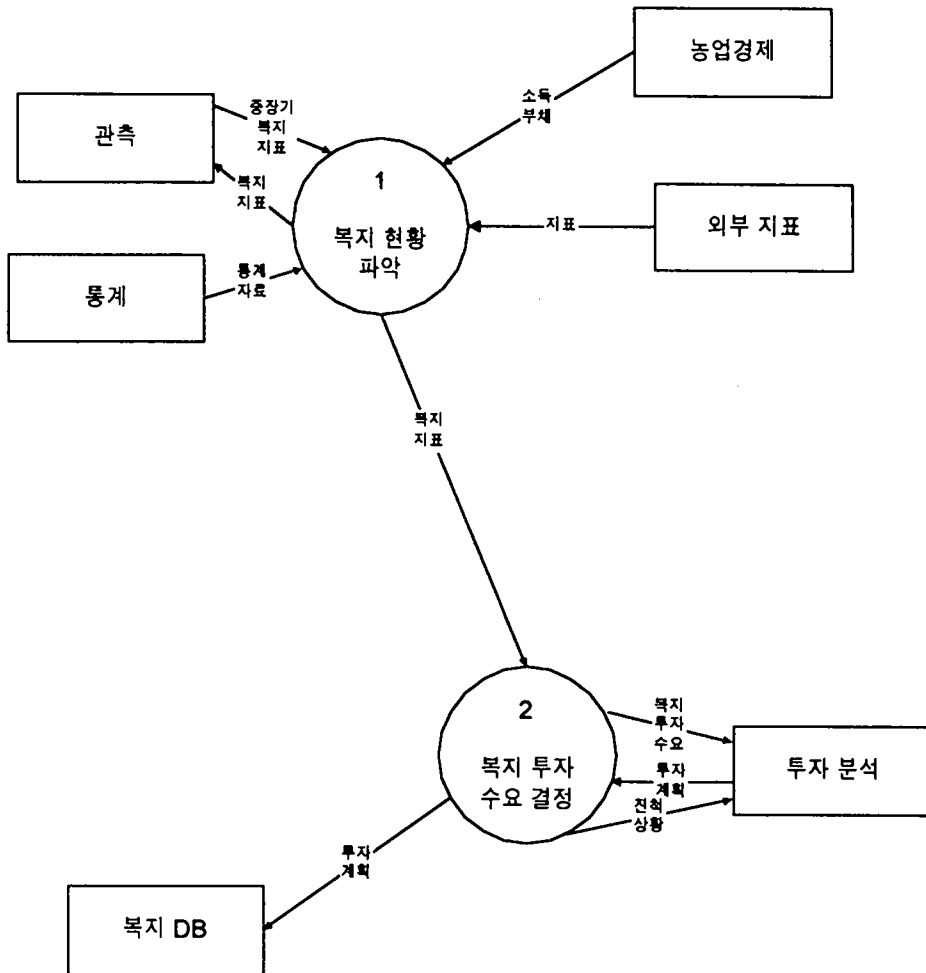 농업경제
소득
부채
중장기
복지
지표
관측
1
복지
지표
복지 현황
파악
지표
외부 지표
통계
자료
통계
복지
지표
2
복지
투자
수요
복지 투자
수요 결정
투자
계획
투자 분석
진척
상황
투자
계획
복지 DB